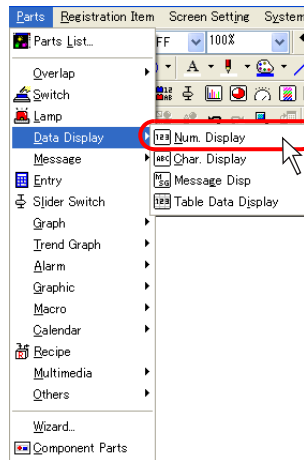 Parts Registration Item Screen Setting System
Parts List...
FF 100%
Overlap
A
Switch
Lamp
Data Display
Num. Display
Message
Char. Display
Entry
Message Disp
Slider Switch
Table Data Display
Graph
Trend Graph
Alarm
Graphic
Macro
Calendar
Recipe
Multimedia
Others
Wizard...
Component Parts